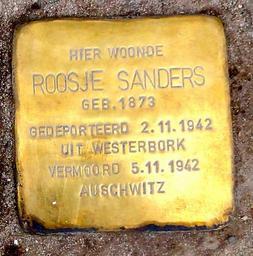 HIER WOONDE
ROOSJE SANDERS
GEB.1873
GEDEPORTEERD 2.11.1942
UIT WESTERBORK
VERMOORD 5.11.1942
AUSCHWITZ